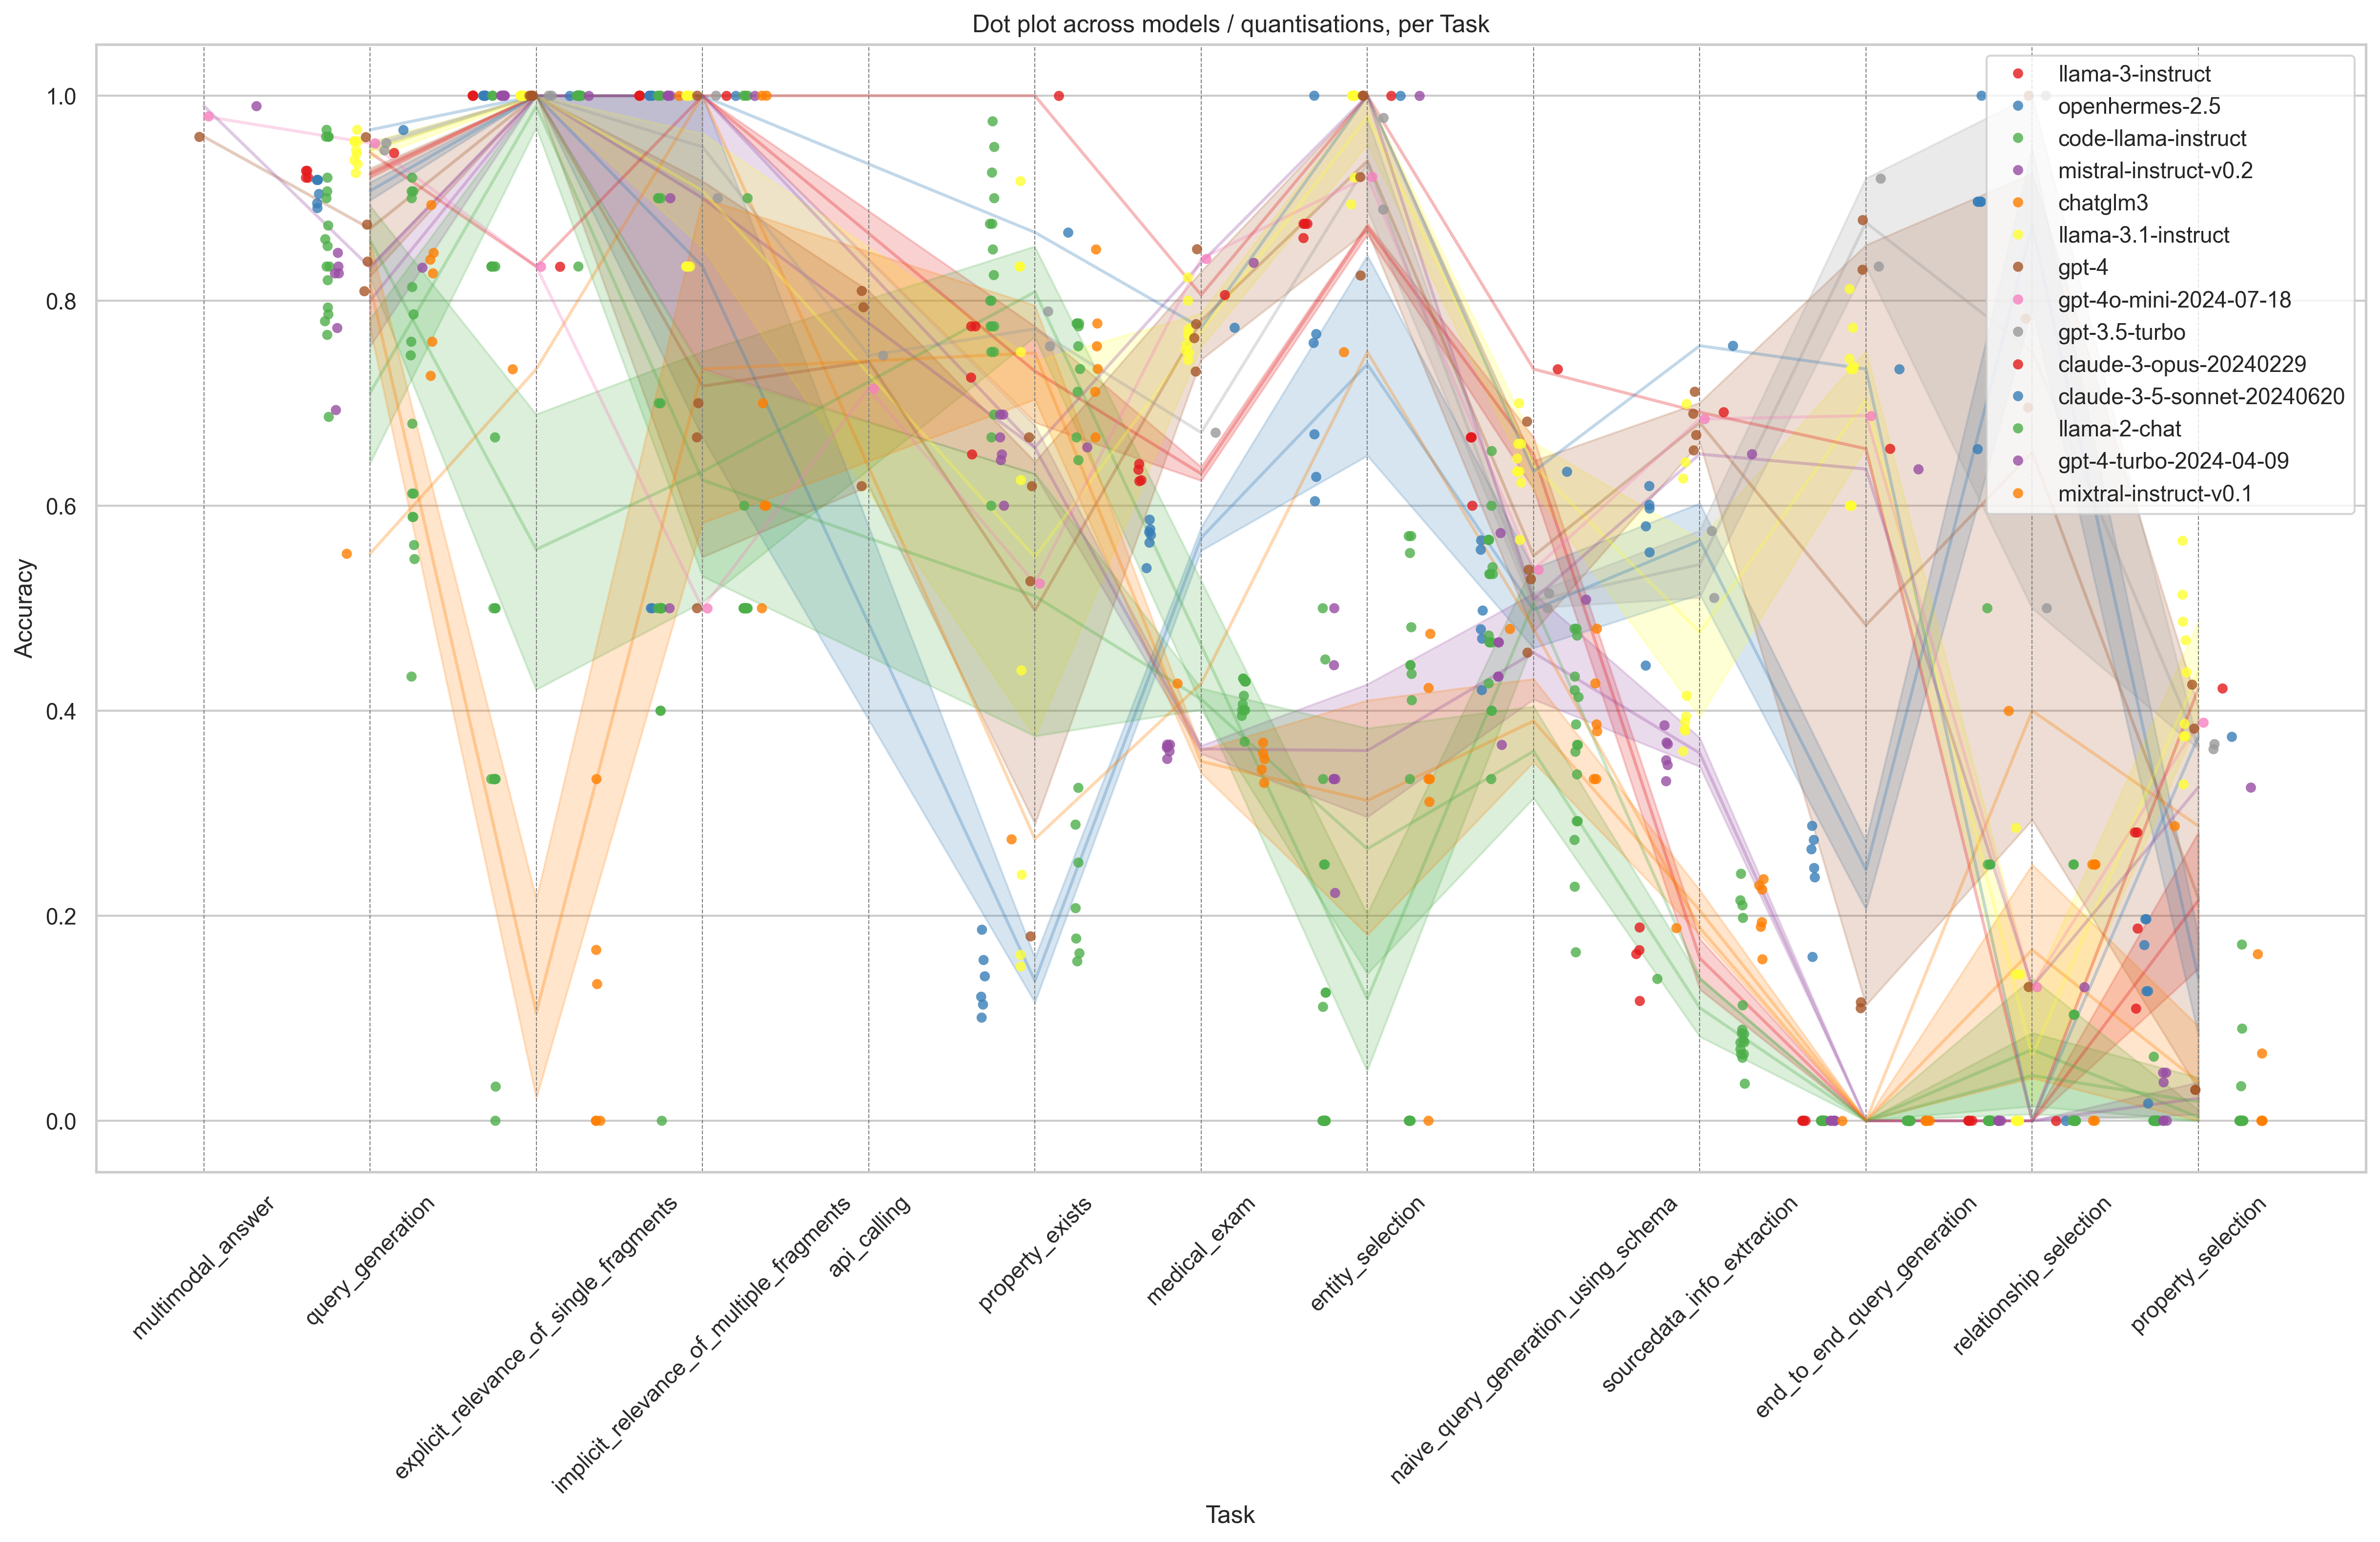 Dot plot across models / quantisations, per Task
Accuracy
1.0
0.8
0.6
0.4
0.2
0.0
llama-3-instruct
openhermes-2.5
code-llama-instruct
mistral-instruct-v0.2
chatglm3
llama-3.1-instruct
gpt-4
gpt-4o-mini-2024-07-18
gpt-3.5-turbo
claude-3-opus-20240229
claude-3-5-sonnet-20240620
llama-2-chat
gpt-4-turbo-2024-04-09
mixtral-instruct-v0.1
multimodal_answer
query_generation
explicit_relevance_of_single_fragments
implicit_relevance_of_multiple_fragments
api_calling
property_exists
medical_exam
entity_selection
naive_query_generation_using_schema
sourcedata_info_extraction
end_to_end_query_generation
relationship_selection
property_selection
Task